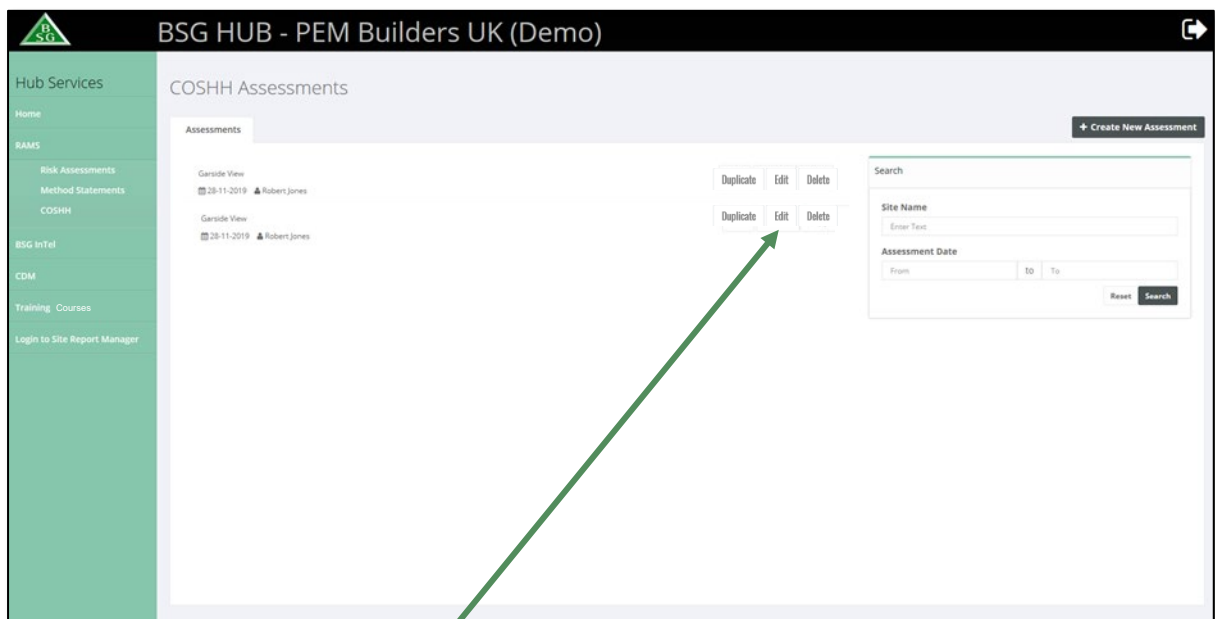 BSG
BSG HUB - PEM Builders UK (Demo)
Hub Services
Home
RAMS
Risk Assessments
Method Statements
COSHH
BSG InTel
CDM
Training Courses
Login to Site Report Manager
COSHH Assessments
Assessments
+ Create New Assessment
Garside View
28-11-2019 Robert Jones
Duplicate Edit Delete
Garside View
28-11-2019 Robert Jones
Duplicate Edit Delete
Search
Site Name
Enter Text
Assessment Date
From to To
Reset Search